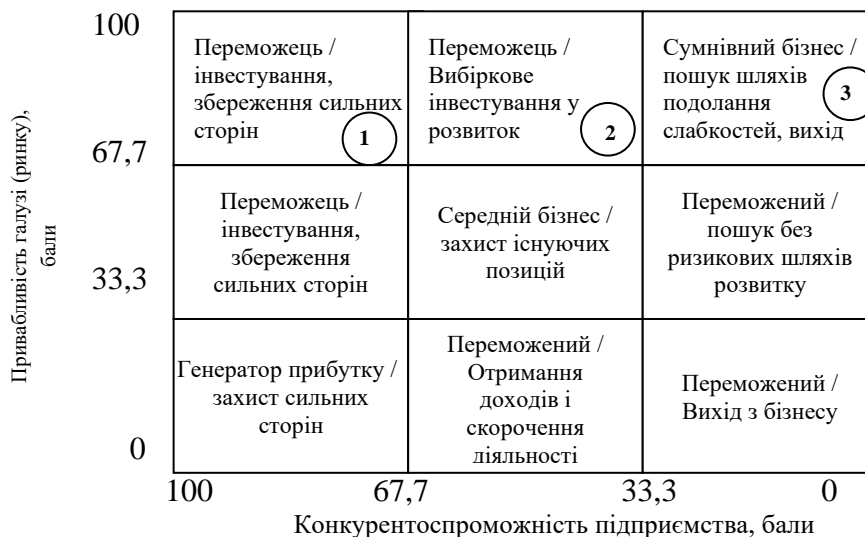 Привабливість галузі (ринку),
бали
100
67,7
33,3
0
Переможець /
інвестування,
збереження сильних
сторін
1
Переможець /
Вибіркове
інвестування у
розвиток
2
Сумнівний бізнес /
пошук шляхів
подолання
слабкостей, вихід
3
Переможець /
інвестування,
збереження
сильних сторін
Середній бізнес /
захист існуючих
позицій
Переможений /
пошук без
ризикових шляхів
розвитку
Генератор прибутку /
захист сильних
сторін
Переможений /
Отримання
доходів і
скорочення
діяльності
Переможений /
Вихід з бізнесу
100
67,7
33,3
0
Конкурентоспроможність підприємства, бали